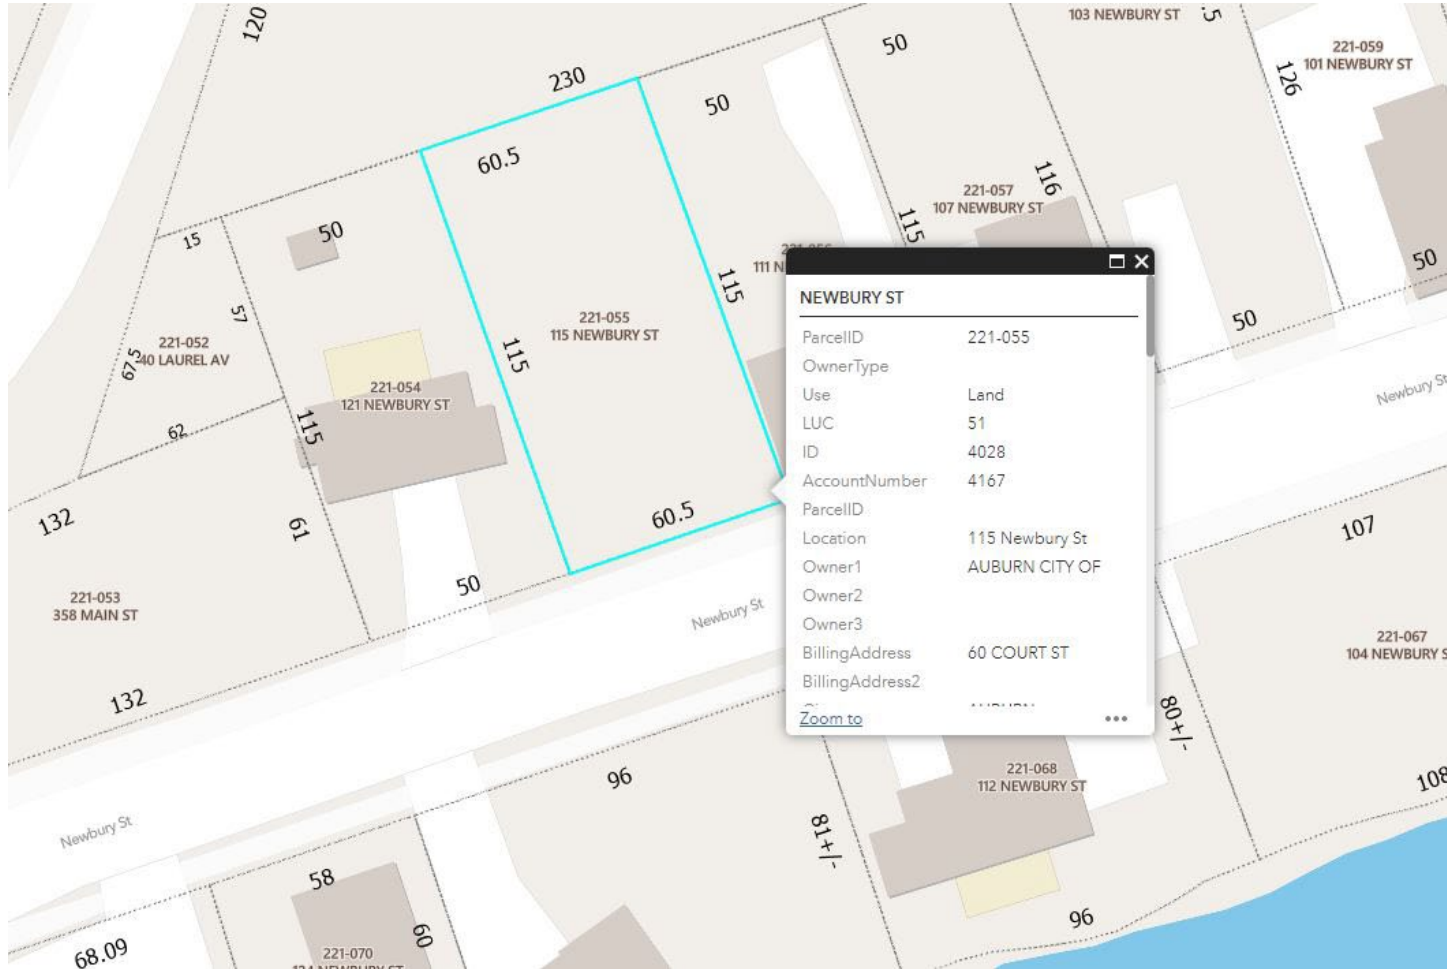 120
230
60.5
50
50
103 NEWBURY ST
.5
221-059
101 NEWBURY ST
126
116
221-057
107 NEWBURY ST
115
50
50
15
50
57
67.5
221-052
40 LAUREL AV
62
221-054
121 NEWBURY ST
115
61
132
221-053
358 MAIN ST
132
50
221-055
115 NEWBURY ST
115
115
60.5
111 N
NEWBURY ST
ParcelID 221-055
OwnerType
Use Land
LUC 51
ID 4028
AccountNumber 4167
ParcelID
Location 115 Newbury St
Owner1 AUBURN CITY OF
Owner2
Owner3
BillingAddress 60 COURT ST
BillingAddress2
Zoom to
Newbury St
Newbury St
Newbury St
107
221-067
104 NEWBURY S
80+/-
108
221-068
112 NEWBURY ST
96
81+/-
96
58
60
68.09
221-070